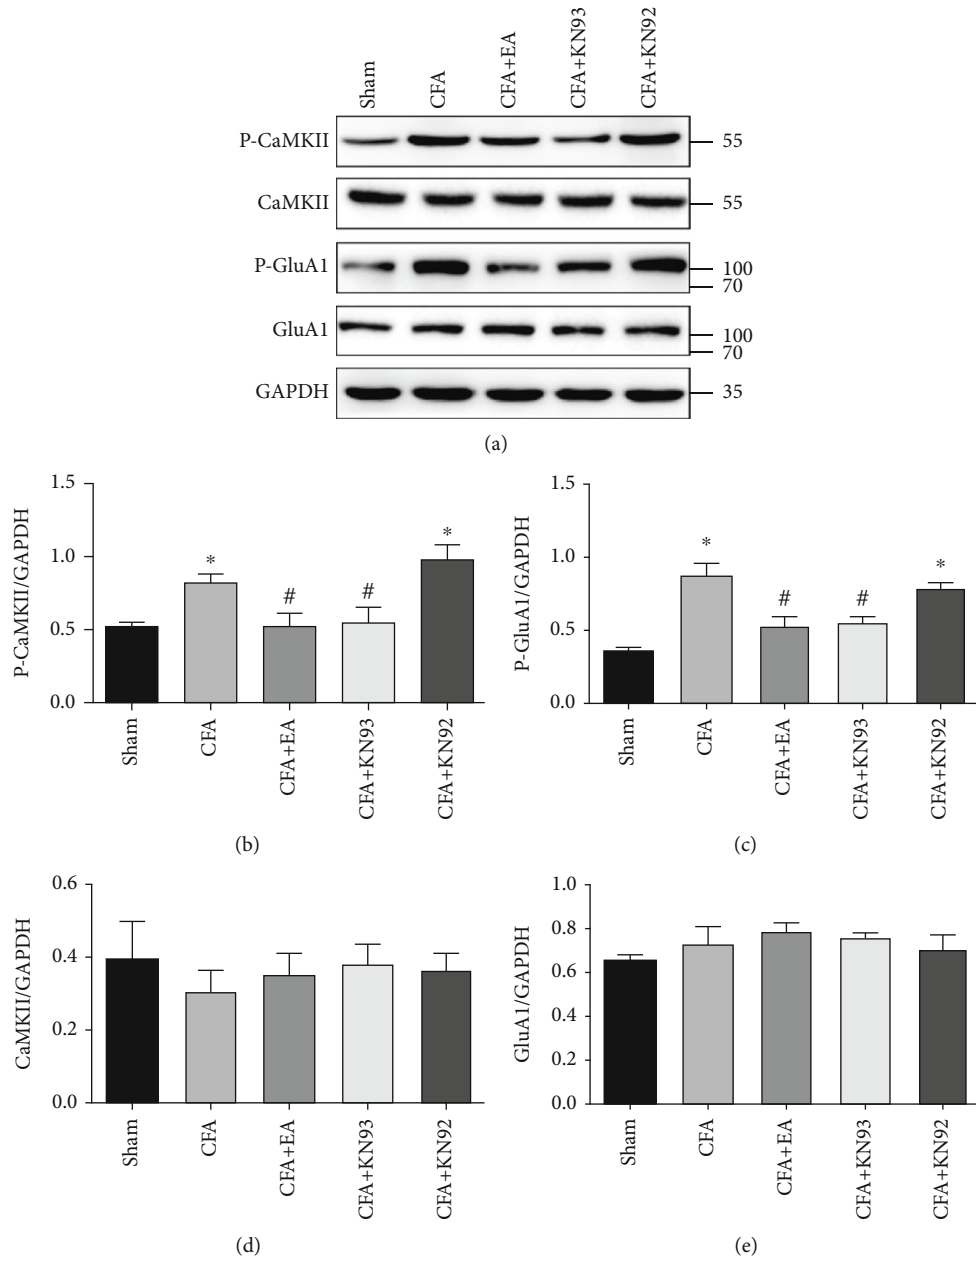 Sham
CFA
CFA+EA
CFA+KN93
CFA+KN92
P-CaMKII
55
CaMKII
55
P-GluA1
100
70
GluA1
100
70
GAPDH
35
(a)
P-CaMKII/GAPDH
1.5
1.0
0.5
0.0
*
#
#
*
Sham
CFA
CFA+EA
CFA+KN93
CFA+KN92
(b)
P-GluA1/GAPDH
1.5
1.0
0.5
0.0
*
#
#
*
Sham
CFA
CFA+EA
CFA+KN93
CFA+KN92
(c)
CaMKII/GAPDH
0.6
0.4
0.2
0.0
Sham
CFA
CFA+EA
CFA+KN93
CFA+KN92
(d)
GluA1/GAPDH
1.0
0.8
0.6
0.4
0.2
0.0
Sham
CFA
CFA+EA
CFA+KN93
CFA+KN92
(e)